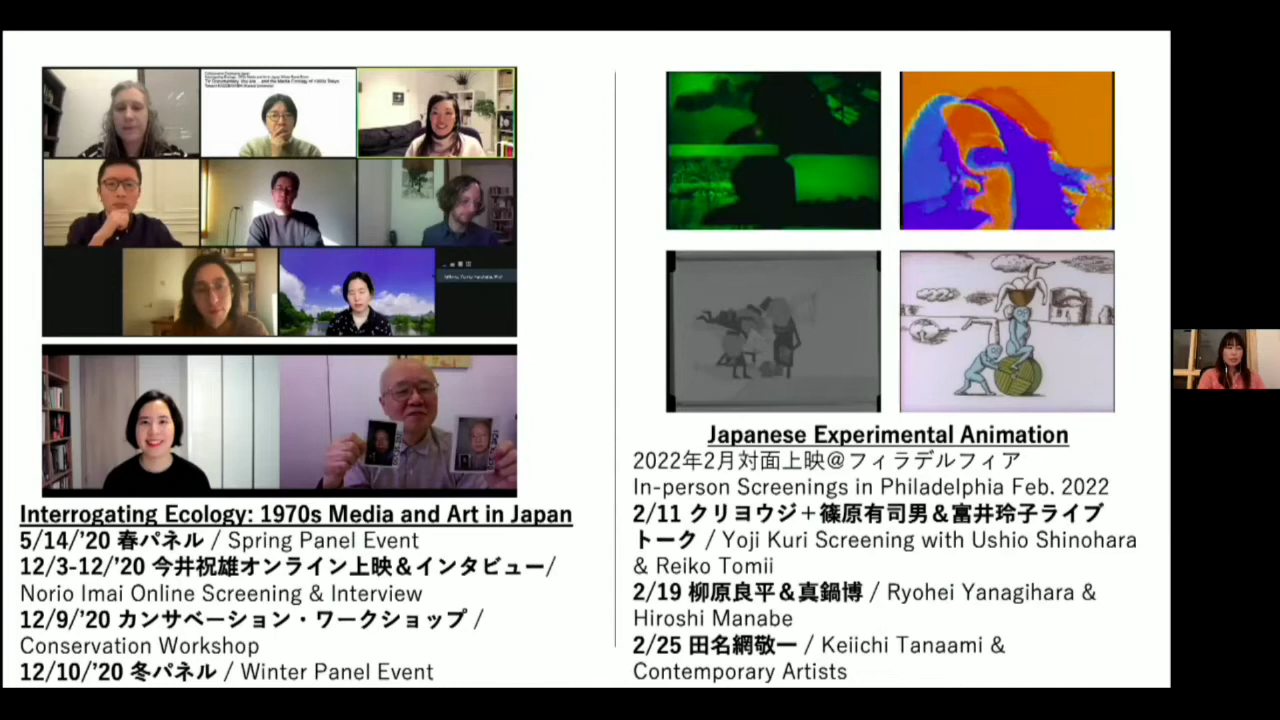 Interrogating Ecology: 1970s Media and Art in Japan
5/14/’20 春パネル / Spring Panel Event
12/3-12/’20 今井祝雄オンライン上映＆インタビュー/
Norio Imai Online Screening & Interview
12/9/’20 カンサベーション・ワークショップ /
Conservation Workshop
12/10/’20 冬パネル / Winter Panel Event
Japanese Experimental Animation
2022年2月対面上映@フィラデルフィア
In-person Screenings in Philadelphia Feb. 2022
2/11 クリヨウジ＋篠原有司男＆富井玲子ライブ
トーク / Yoji Kuri Screening with Ushio Shinohara
& Reiko Tomii
2/19 柳原良平＆真鍋博 / Ryohei Yanagihara &
Hiroshi Manabe
2/25 田名網敬一 / Keiichi Tanaami &
Contemporary Artists